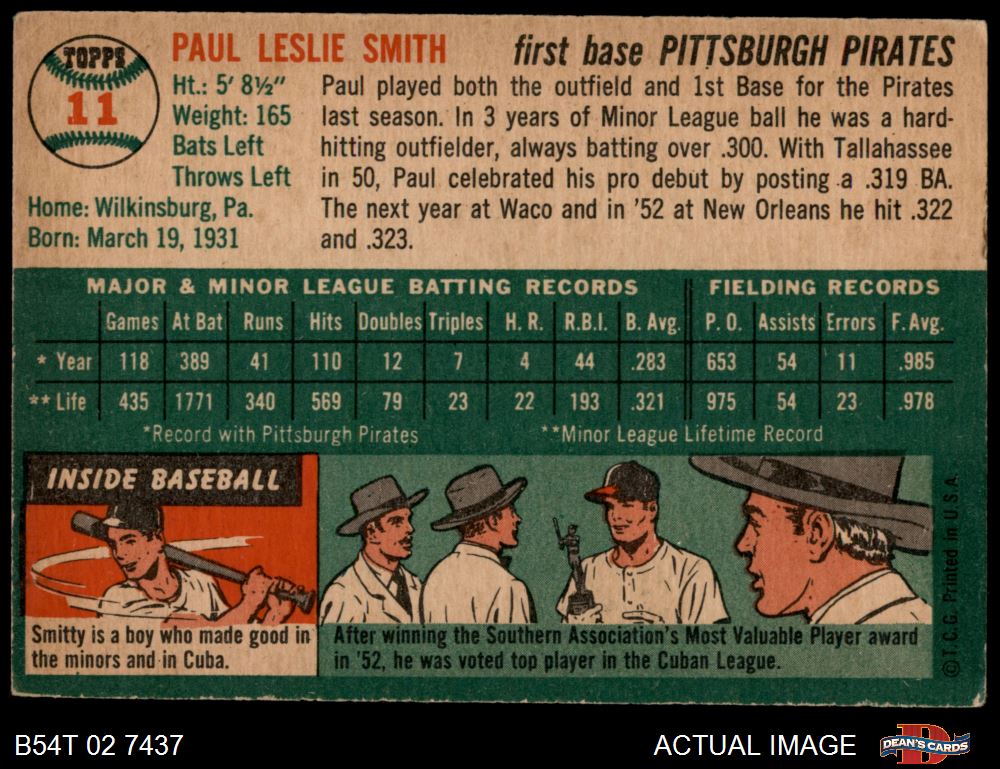 TOPPS
11
PAUL LESLIE SMITH
first base PITTSBURGH PIRATES
Ht.: 5' 8½"
Weight: 165
Bats Left
Throws Left
Home: Wilkinsburg, Pa.
Born: March 19, 1931
Paul played both the outfield and 1st Base for the Pirates
last season. In 3 years of Minor League ball he was a hard-
hitting outfielder, always batting over .300. With Tallahassee
in 50, Paul celebrated his pro debut by posting a .319 BA.
The next year at Waco and in '52 at New Orleans he hit .322
and .323.
MAJOR & MINOR LEAGUE BATTING RECORDS FIELDING RECORDS
Games At Bat Runs Hits Doubles Triples H. R. R.B.I. B. Avg. P. O. Assists Errors F. Avg.
* Year 118 389 41 110 12 7 4 44 .283 653 54 11 .985
** Life 435 1771 340 569 79 23 22 193 .321 975 54 23 .978
*Record with Pittsburgh Pirates **Minor League Lifetime Record
INSIDE BASEBALL
Smitty is a boy who made good in
the minors and in Cuba.
After winning the Southern Association's Most Valuable Player award
in '52, he was voted top player in the Cuban League.
© T. C. G. Printed in U. S. A.
B54T 02 7437
ACTUAL IMAGE
B
DEAN'S CARDS